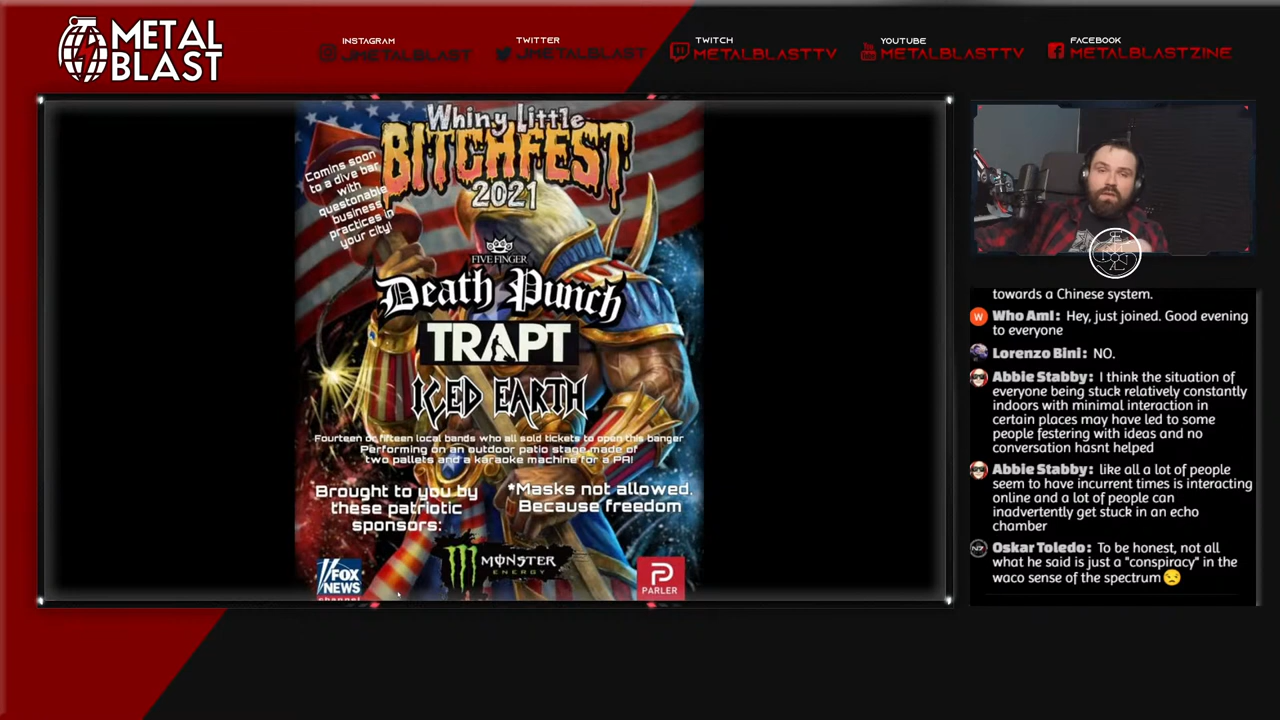 METAL
BLAST
INSTAGRAM
JMETALBLAST
TWITTER
JMETALBLAST
TWITCH
METALBLASTTV
YOUTUBE
METALBLASTTV
FACEBOOK
METALBLASTZINE
Whiny Little
BITCHFEST
2021
Coming soon
to a dive bar
with
questonable
business
practices in
your city!
FIVE FINGER
Death Punch
TRAPT
ICED EARTH
Fourteen or fifteen local bands who all sold tickets to open this banger
Performing on an outdoor patio stage made of
two pallets and a karaoke machine for a PA!
Brought to you by
these patriotic
sponsors:
*Masks not allowed.
Because freedom
FOX
NEWS
channel
MONSTER
ENERGY
PARLER
towards a Chinese system.
W
Who AmI: Hey, just joined. Good evening
to everyone
Lorenzo Bini: NO.
Abbie Stabby: I think the situation of
everyone being stuck relatively constantly
indoors with minimal interaction in
certain places may have led to some
people festering with ideas and no
conversation hasnt helped
Abbie Stabby: like all a lot of people
seem to have incurrent times is interacting
online and a lot of people can
inadvertently get stuck in an echo
chamber
N7
Oskar Toledo: To be honest, not all
what he said is just a "conspiracy" in the
waco sense of the spectrum😒